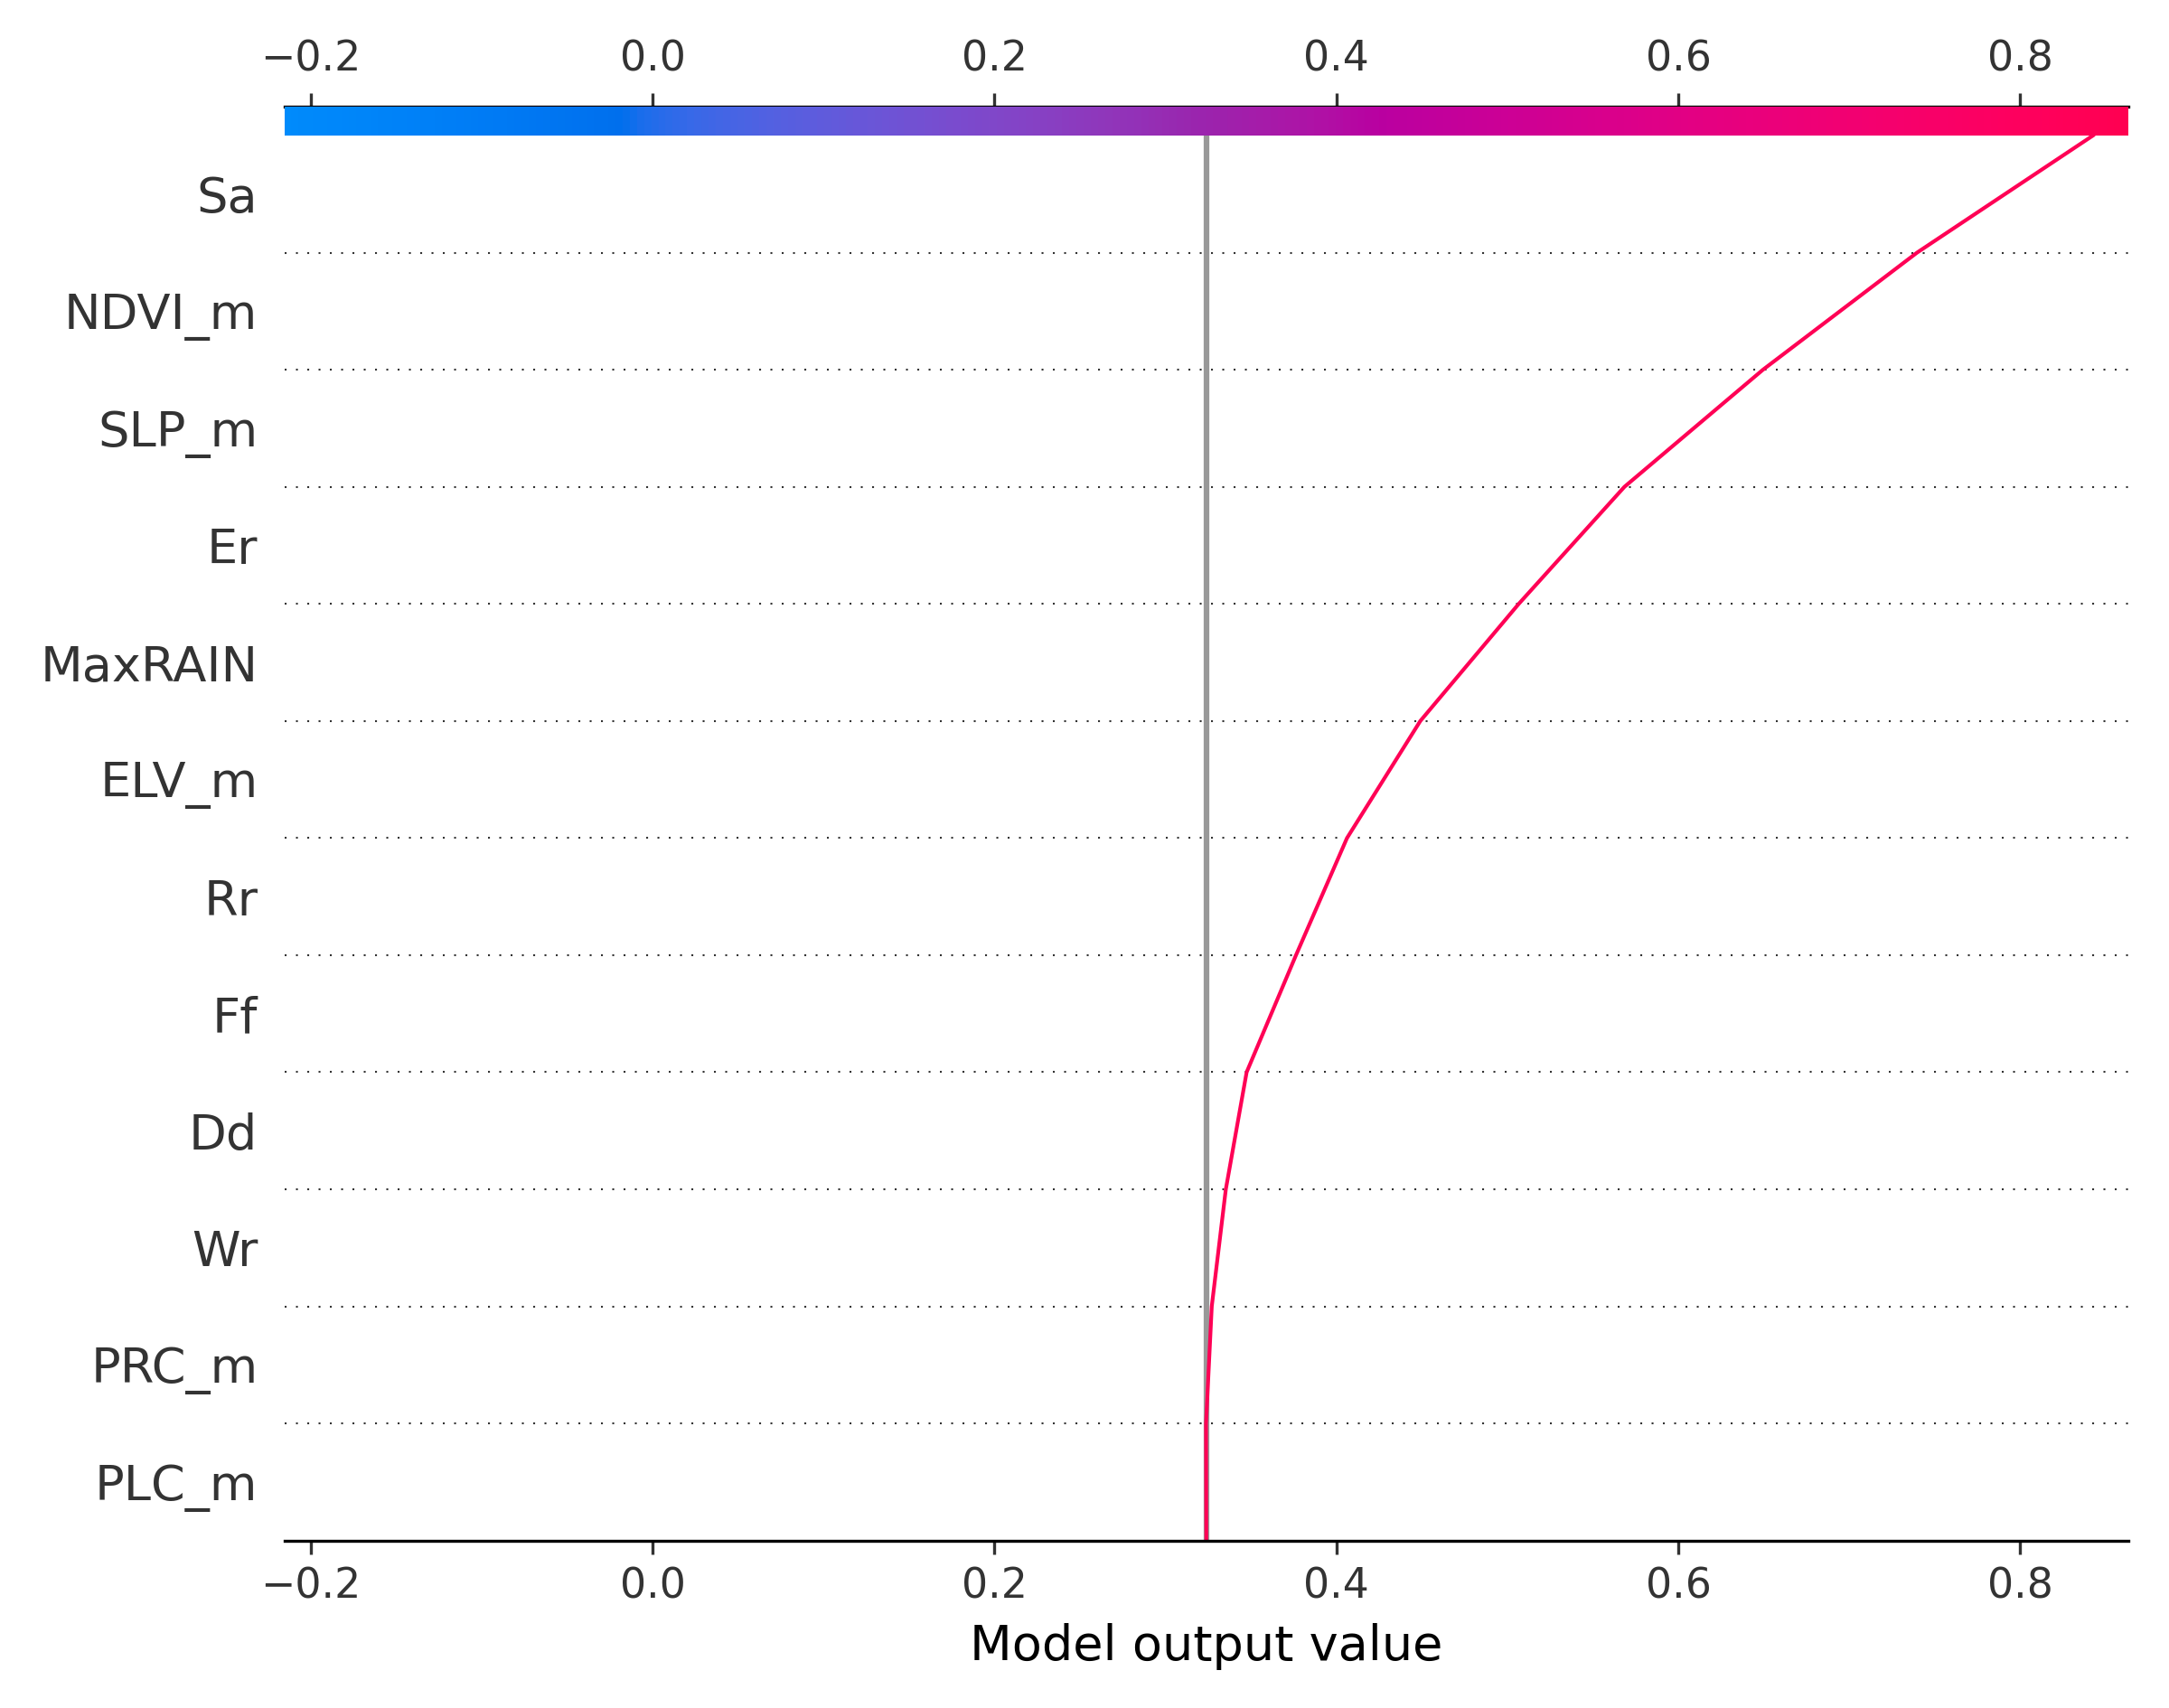 −0.2 0.0 0.2 0.4 0.6 0.8
Sa
NDVI_m
SLP_m
Er
MaxRAIN
ELV_m
Rr
Ff
Dd
Wr
PRC_m
PLC_m
−0.2 0.0 0.2 0.4 0.6 0.8
Model output value